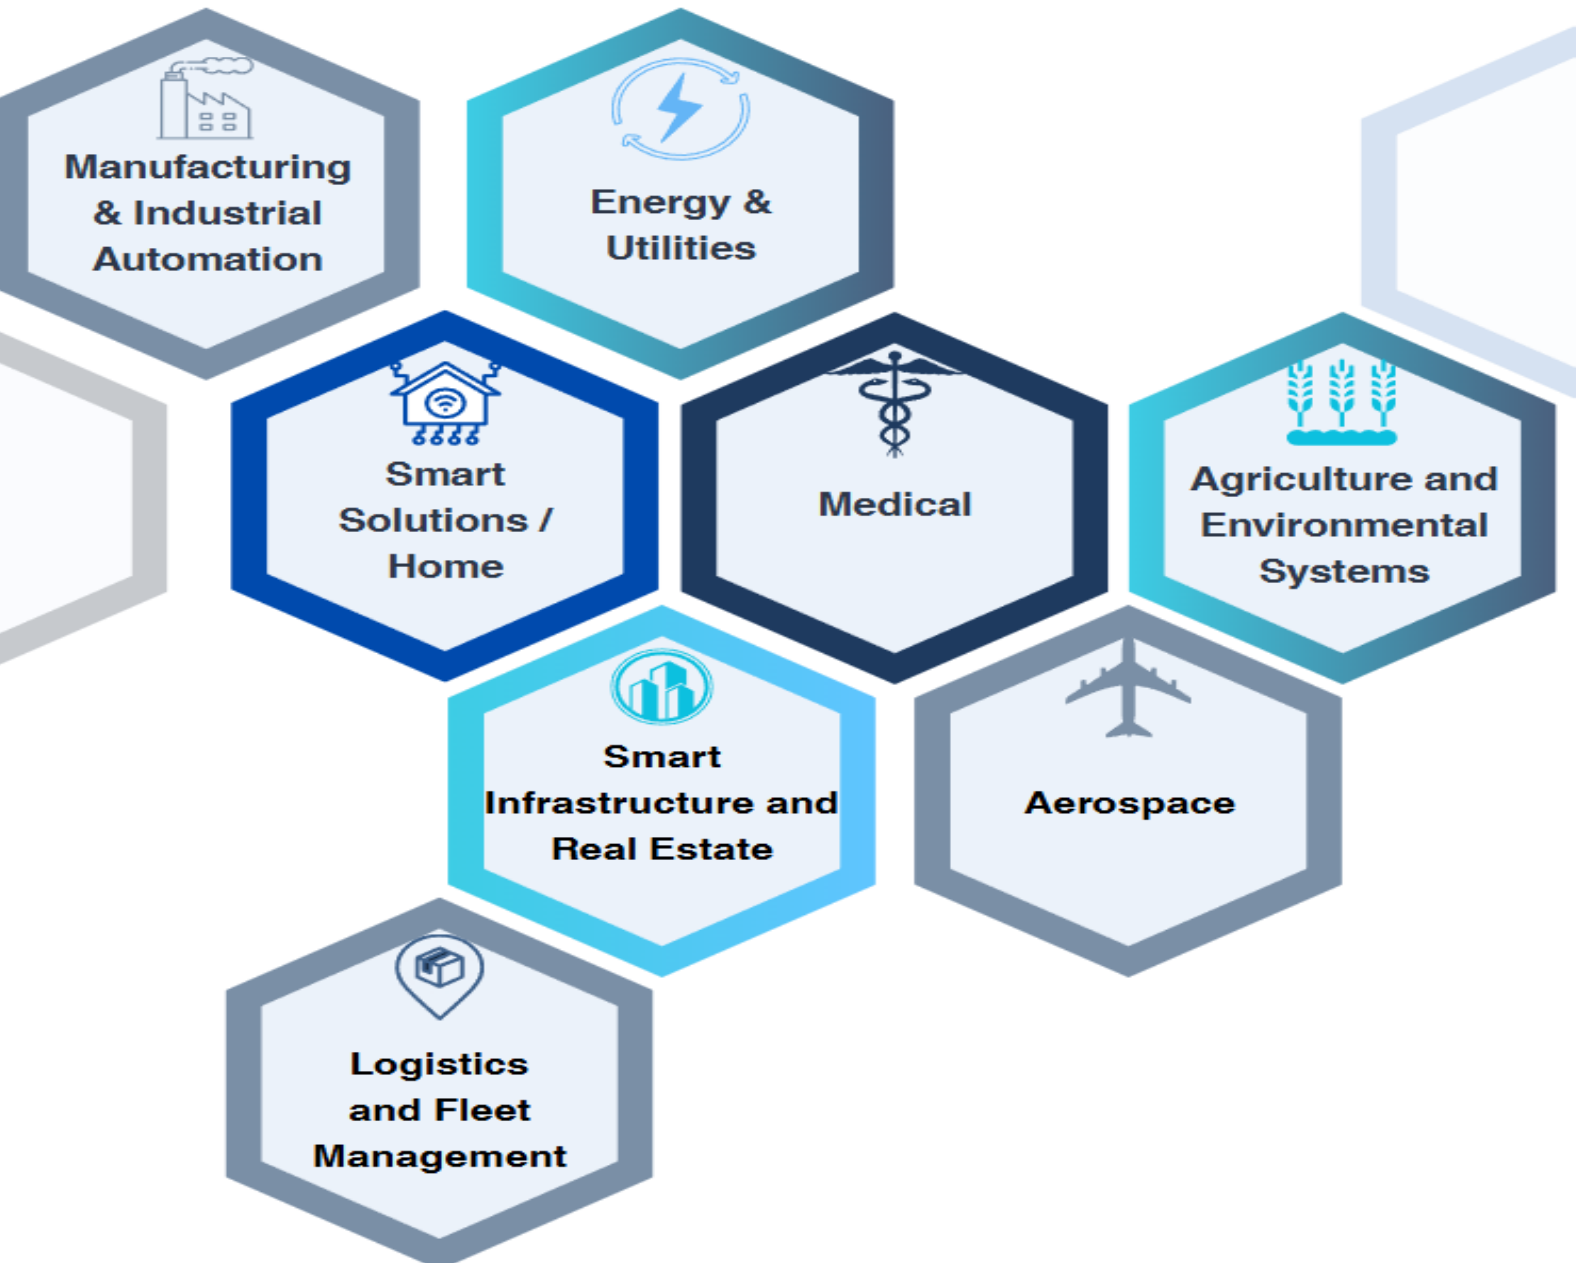 Manufacturing
& Industrial
Automation
Energy &
Utilities
Smart
Solutions /
Home
Medical
Agriculture and
Environmental
Systems
Smart
Infrastructure and
Real Estate
Aerospace
Logistics
and Fleet
Management